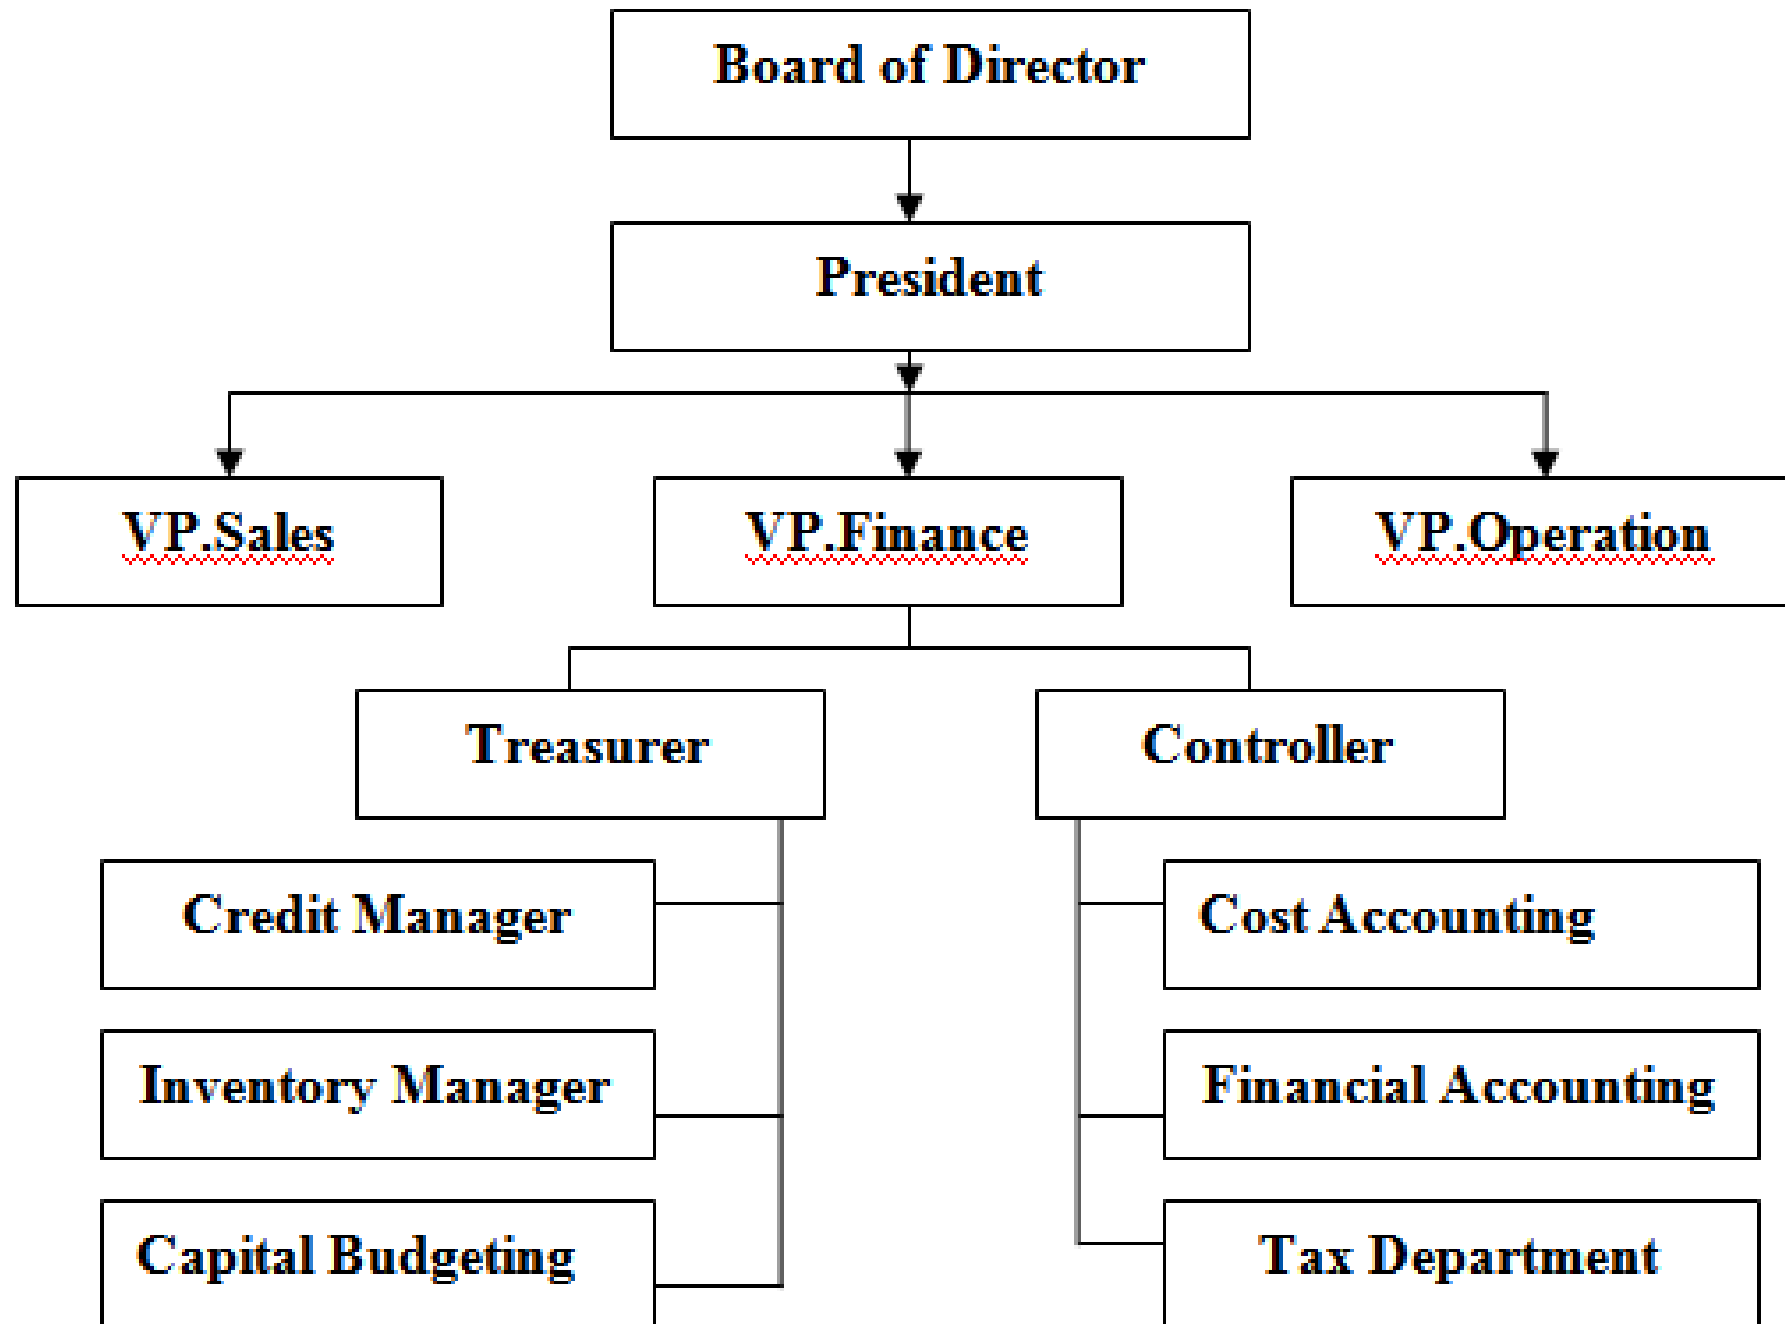 Board of Director
President
VP.Sales
VP.Finance
VP.Operation
Treasurer
Controller
Credit Manager
Cost Accounting
Inventory Manager
Financial Accounting
Capital Budgeting
Tax Department